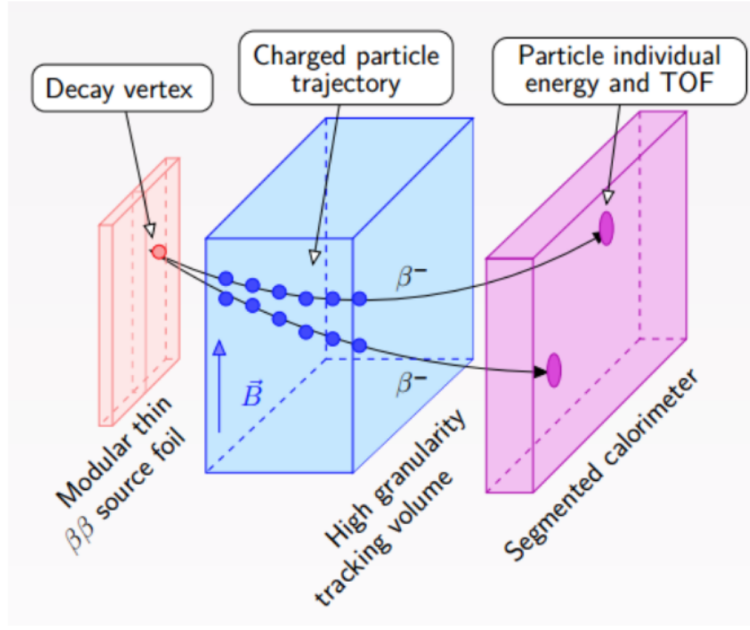 Decay vertex
Charged particle
trajectory
Particle individual
energy and TOF
β⁻
β⁻
B⃗
Modular thin
ββ source foil
High granularity
tracking volume
Segmented calorimeter